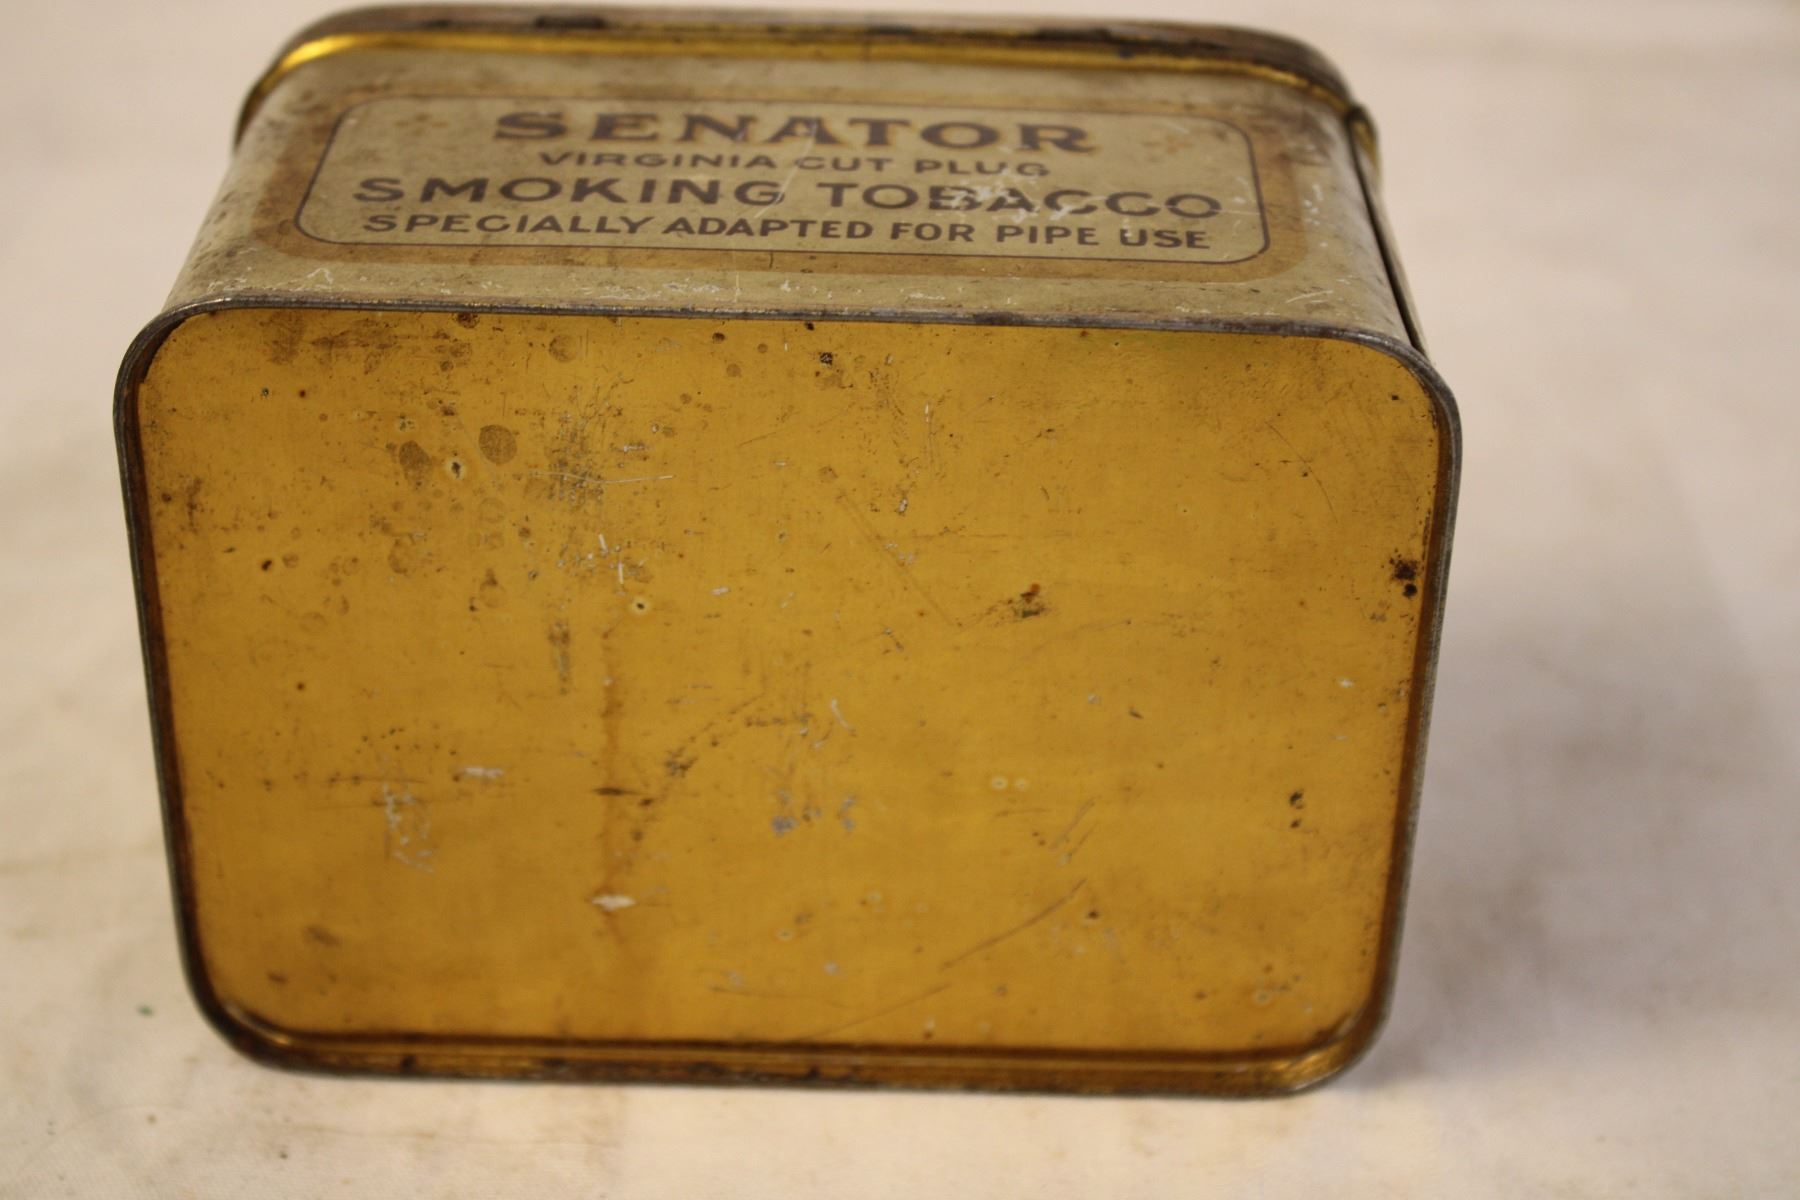 SENATOR
VIRGINIA CUT PLUG
SMOKING TOBACCO
SPECIALLY ADAPTED FOR PIPE USE